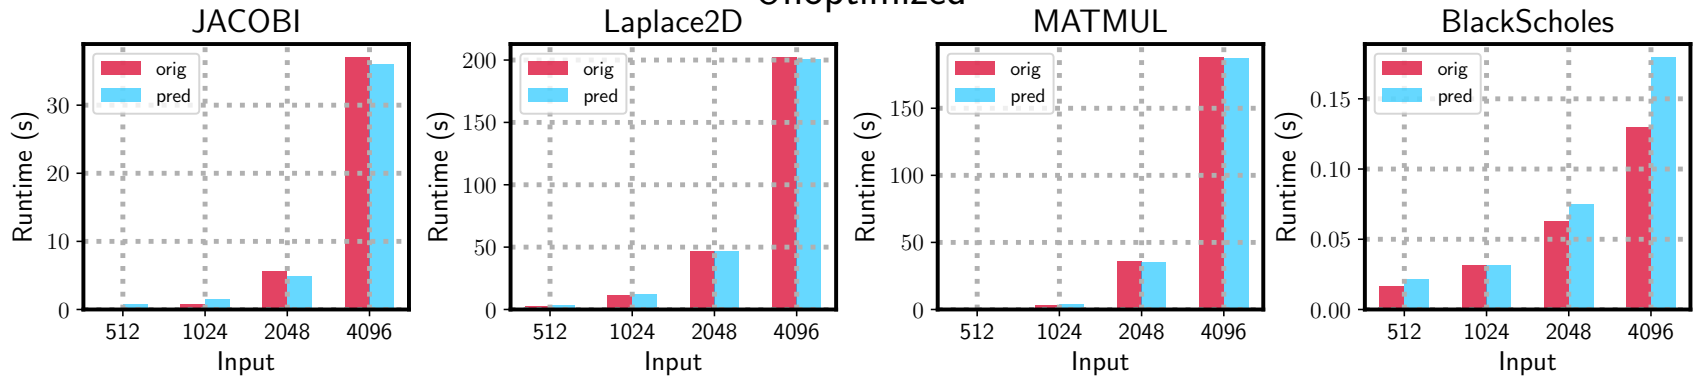 Unoptimized
JACOBI
Runtime (s)
30
20
10
0
orig
pred
512 1024 2048 4096
Input
Laplace2D
Runtime (s)
200
150
100
50
0
orig
pred
512 1024 2048 4096
Input
MATMUL
Runtime (s)
150
100
50
0
orig
pred
512 1024 2048 4096
Input
BlackScholes
Runtime (s)
0.15
0.10
0.05
0.00
orig
pred
512 1024 2048 4096
Input